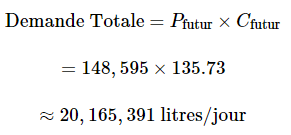 Demande Totale = P_futur × C_futur
= 148,595 × 135.73
≈ 20,165,391 litres/jour